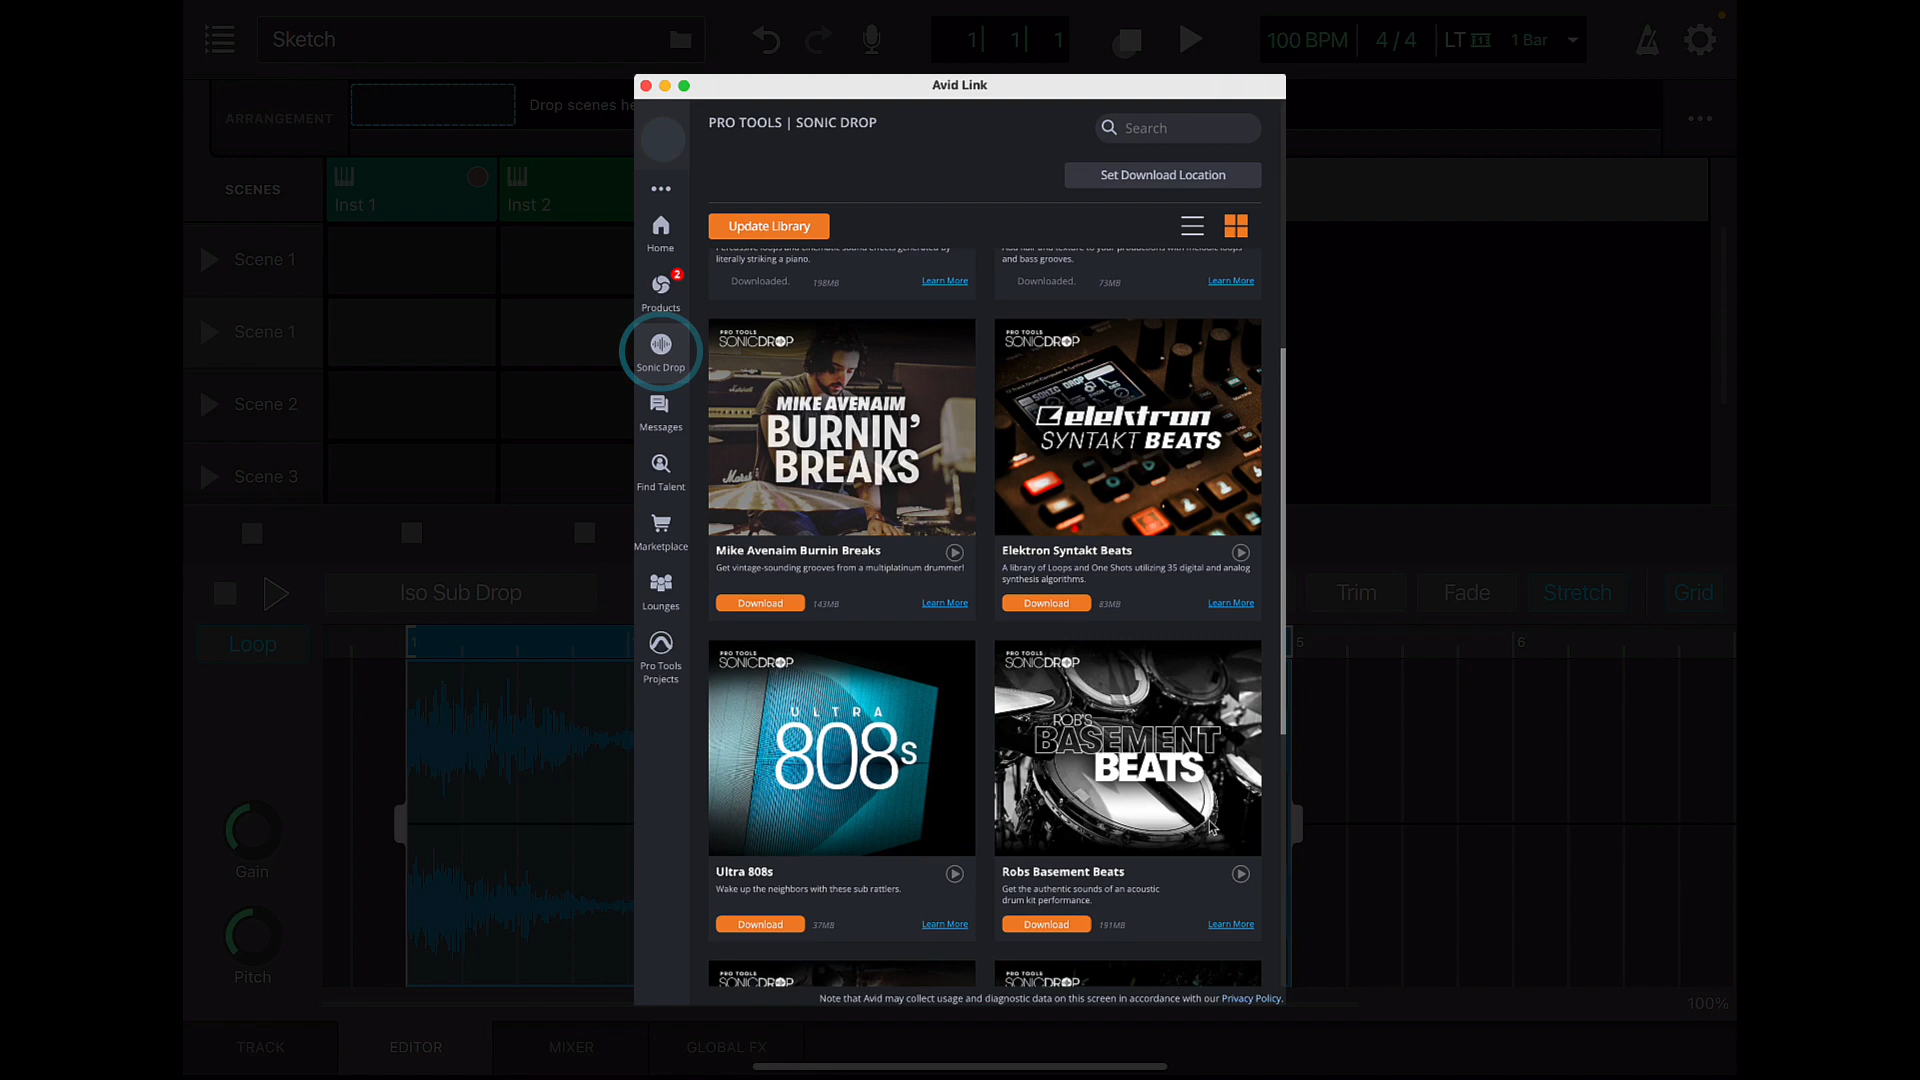 Sketch
1| 1| 1
100 BPM 4 / 4 LT 1 Bar
Avid Link
ARRANGEMENT
Drop scenes he
PRO TOOLS | SONIC DROP
Search
Set Download Location
SCENES
Inst 1
Inst 2
Update Library
Home
2
Products
Sonic Drop
Messages
Find Talent
Marketplace
Lounges
Pro Tools
Projects
literally striking a piano.
Downloaded. 198MB Learn More
and bass grooves.
Downloaded. 73MB Learn More
Scene 1
Scene 1
Scene 2
Scene 3
PRO TOOLS
SONICDROP
MIKE AVENAIM
BURNIN'
BREAKS
Marshall
Mike Avenaim Burnin Breaks
Get vintage-sounding grooves from a multiplatinum drummer!
Download 143MB Learn More
PRO TOOLS
SONICDROP
SONIC DROP
elektron
SYNTAKT BEATS
Elektron Syntakt Beats
A library of Loops and One Shots utilizing 35 digital and analog
synthesis algorithms.
Download 83MB Learn More
PRO TOOLS
SONICDROP
ULTRA
808s
Ultra 808s
Wake up the neighbors with these sub rattlers.
Download 37MB Learn More
PRO TOOLS
SONICDROP
ROB'S
BASEMENT
BEATS
Robs Basement Beats
Get the authentic sounds of an acoustic
drum kit performance.
Download 191MB Learn More
PRO TOOLS
SONICDROP
PRO TOOLS
SONICDROP
Note that Avid may collect usage and diagnostic data on this screen in accordance with our Privacy Policy.
Iso Sub Drop
Trim
Fade
Stretch
Grid
Loop
1
5
6
Gain
Pitch
100%
TRACK
EDITOR
MIXER
GLOBAL FX